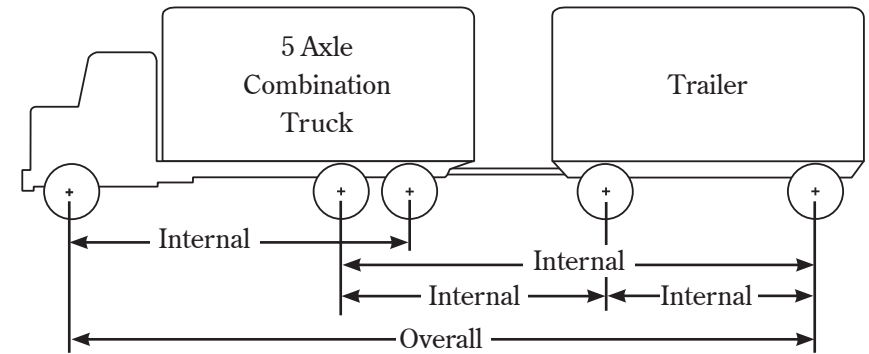 5 Axle
Combination
Truck
Trailer
Internal
Internal
Internal
Internal
Overall